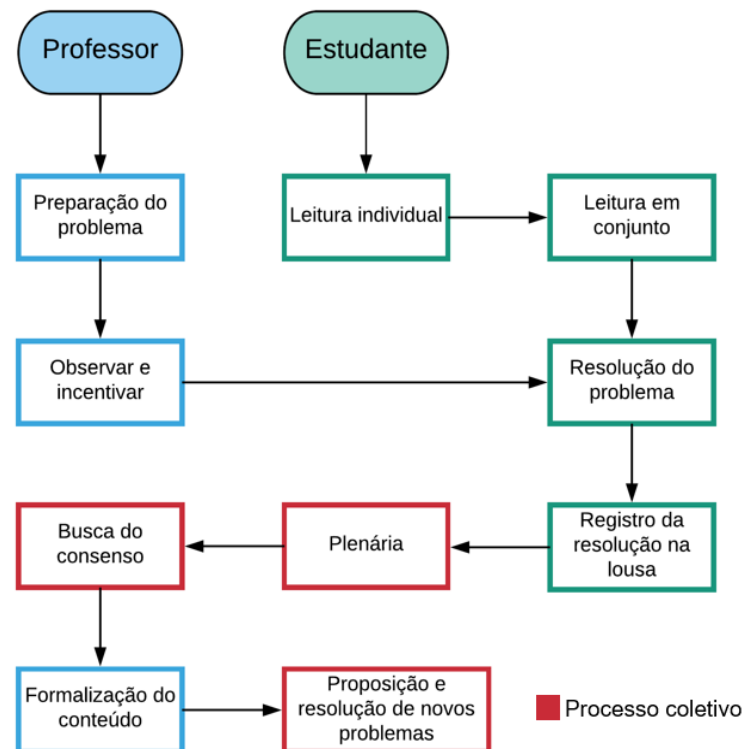 Professor
Estudante
Preparação do
problema
Leitura individual
Leitura em
conjunto
Observar e
incentivar
Resolução do
problema
Busca do
consenso
Plenária
Registro da
resolução na
lousa
Formalização do
conteúdo
Proposição e
resolução de novos
problemas
Processo coletivo